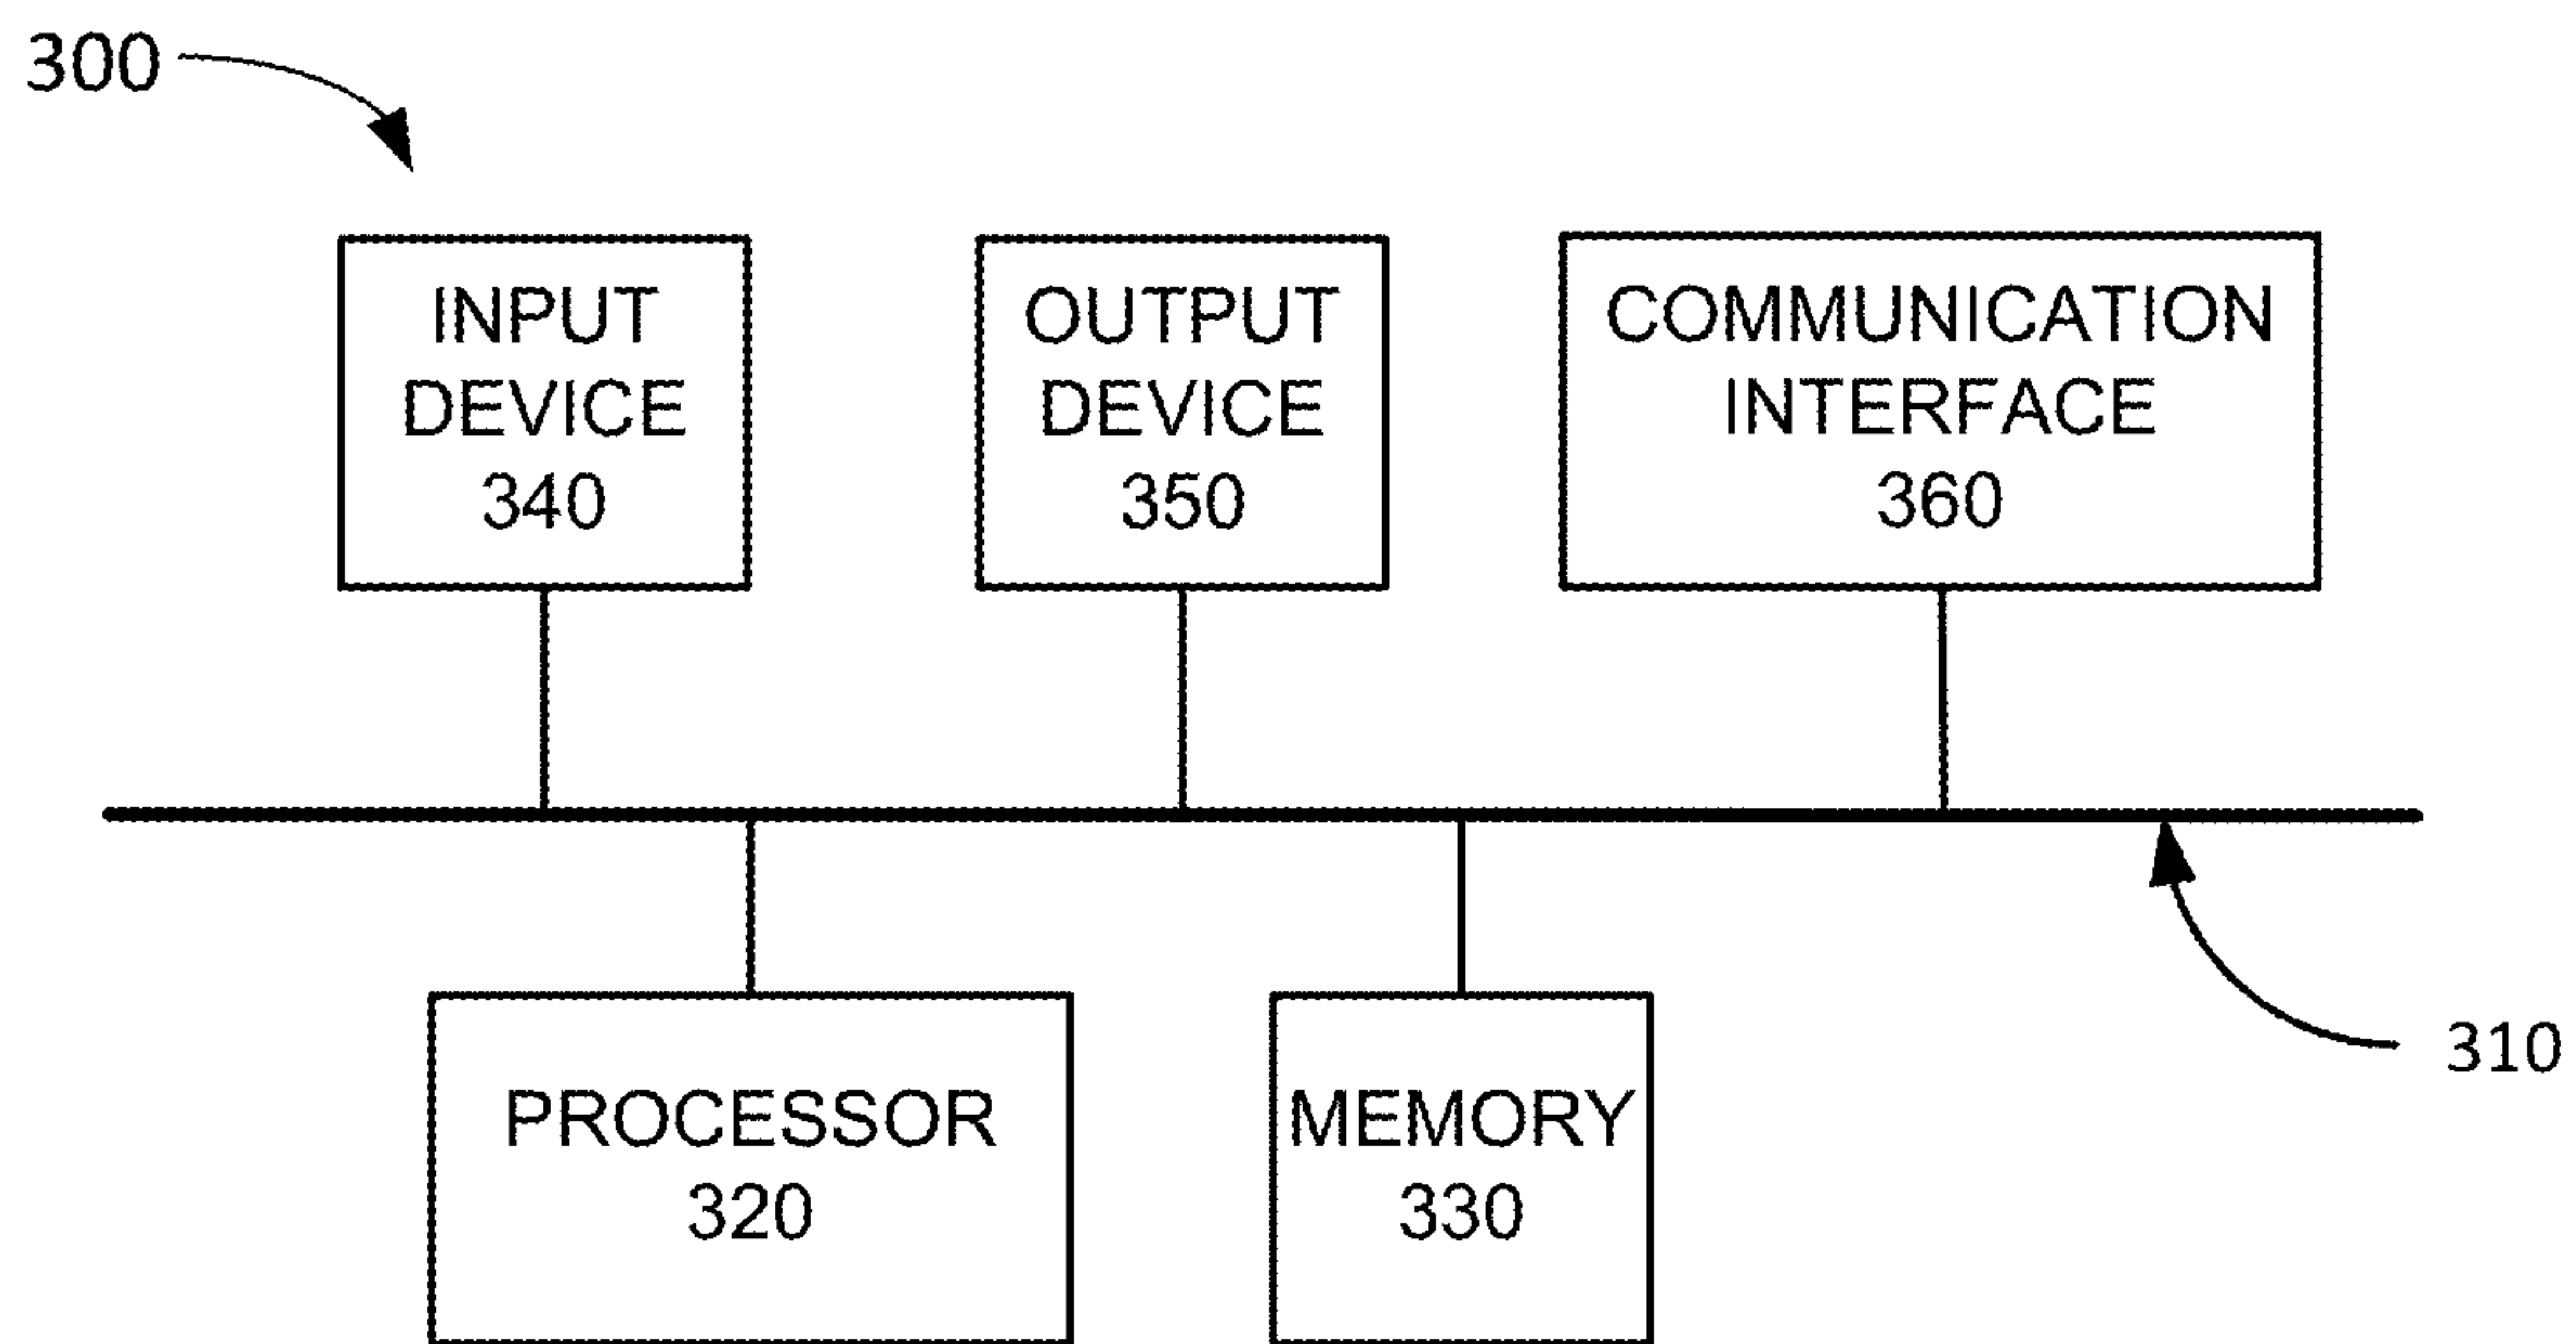 300
INPUT
DEVICE
340
OUTPUT
DEVICE
350
COMMUNICATION
INTERFACE
360
PROCESSOR
320
MEMORY
330
310